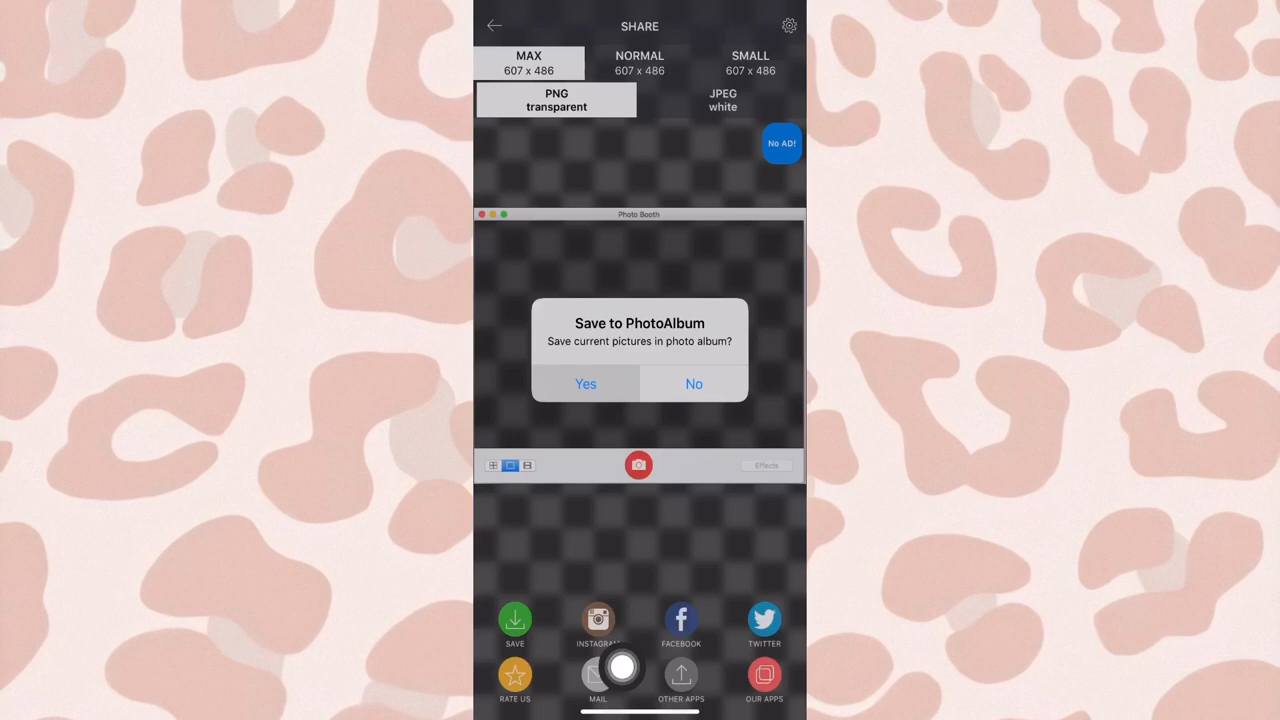 SHARE
MAX
607 x 486
NORMAL
607 x 486
SMALL
607 x 486
PNG
transparent
JPEG
white
No AD!
Photo Booth
Save to PhotoAlbum
Save current pictures in photo album?
Yes
No
Effects
SAVE
INSTAGRAM
FACEBOOK
TWITTER
RATE US
MAIL
OTHER APPS
OUR APPS